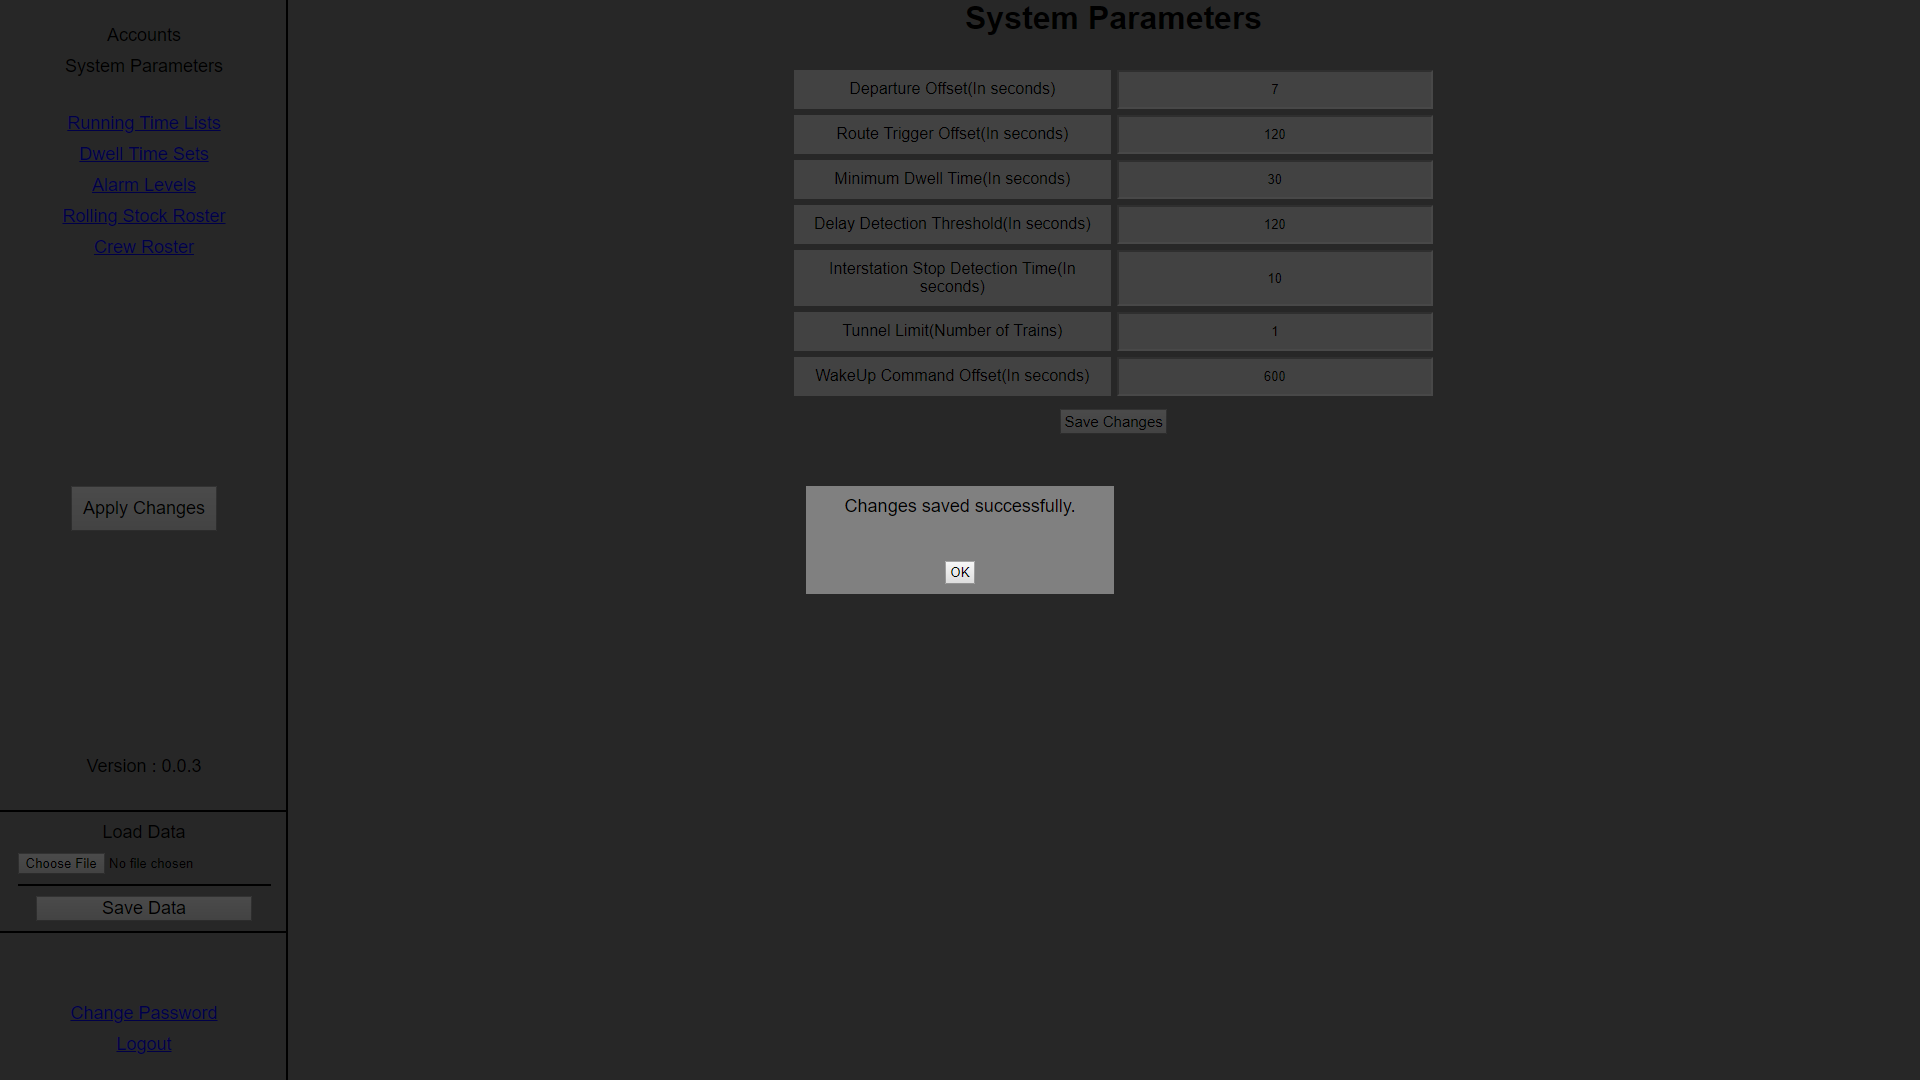 Accounts
System Parameters
Running Time Lists
Dwell Time Sets
Alarm Levels
Rolling Stock Roster
Crew Roster
Apply Changes
Version : 0.0.3
Load Data
Choose File No file chosen
Save Data
Change Password
Logout
System Parameters
Departure Offset(In seconds) 7
Route Trigger Offset(In seconds) 120
Minimum Dwell Time(In seconds) 30
Delay Detection Threshold(In seconds) 120
Interstation Stop Detection Time(In
seconds) 10
Tunnel Limit(Number of Trains) 1
WakeUp Command Offset(In seconds) 600
Save Changes
Changes saved successfully.
OK